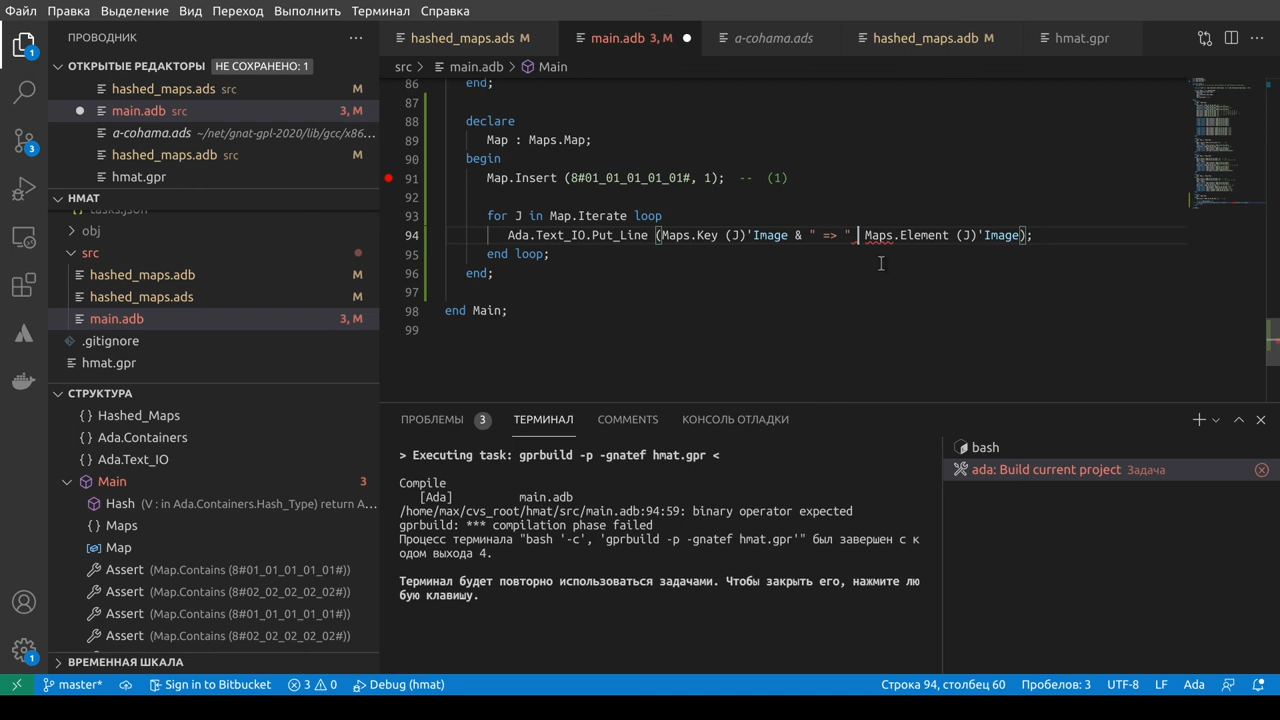 Файл Правка Выделение Вид Переход Выполнить Терминал Справка
ПРОВОДНИК ···
ОТКРЫТЫЕ РЕДАКТОРЫ НЕ СОХРАНЕНО: 1
hashed_maps.ads src M
main.adb src 3, M
a-cohama.ads ~/net/gnat-gpl-2020/lib/gcc/x86...
hashed_maps.adb src M
hmat.gpr
HMAT
tasks.json
obj
src
hashed_maps.adb M
hashed_maps.ads M
main.adb 3, M
.gitignore
hmat.gpr
СТРУКТУРА
{} Hashed_Maps
{} Ada.Containers
{} Ada.Text_IO
Main 3
Hash (V : in Ada.Containers.Hash_Type) return A...
Maps
Map
Assert (Map.Contains (8#01_01_01_01_01#))
Assert (Map.Contains (8#02_02_02_02_02#))
Assert (Map.Contains (8#01_01_01_01_01#))
Assert (Map.Contains (8#02_02_02_02_02#))
ВРЕМЕННАЯ ШКАЛА
hashed_maps.ads M main.adb 3, M a-cohama.ads hashed_maps.adb M hmat.gpr ···
src > main.adb > Main
86 end;
87
88 declare
89 Map : Maps.Map;
90 begin
91 Map.Insert (8#01_01_01_01_01#, 1); -- (1)
92
93 for J in Map.Iterate loop
94 Ada.Text_IO.Put_Line (Maps.Key (J)'Image & " => " Maps.Element (J)'Image);
95 end loop;
96 end;
97
98 end Main;
99
ПРОБЛЕМЫ 3 ТЕРМИНАЛ COMMENTS КОНСОЛЬ ОТЛАДКИ
> Executing task: gprbuild -p -gnatef hmat.gpr <
Compile
[Ada] main.adb
/home/max/cvs_root/hmat/src/main.adb:94:59: binary operator expected
gprbuild: *** compilation phase failed
Процесс терминала "bash '-c', 'gprbuild -p -gnatef hmat.gpr'" был завершен с к
одом выхода 4.
Терминал будет повторно использоваться задачами. Чтобы закрыть его, нажмите лю
бую клавишу.
bash
ada: Build current project Задача
1
3
1
master* Sign in to Bitbucket 3 0 Debug (hmat) Строка 94, столбец 60 Пробелов: 3 UTF-8 LF Ada